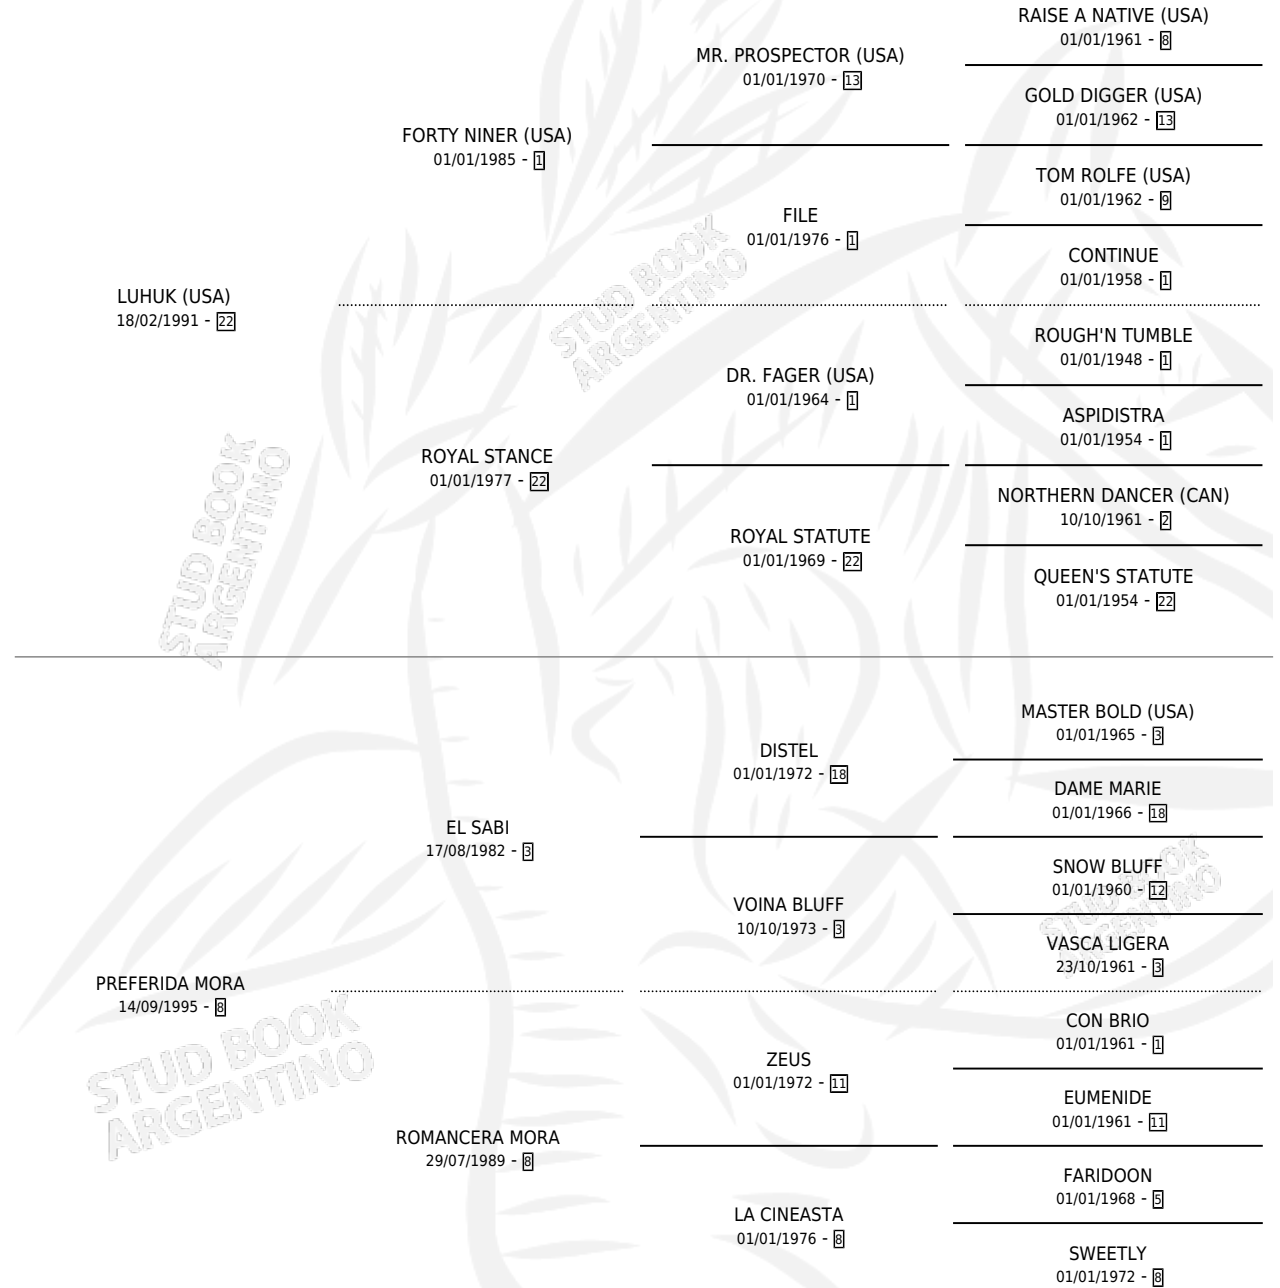 RAISE A NATIVE (USA)
01/01/1961 - 8
MR. PROSPECTOR (USA)
01/01/1970 - 13
GOLD DIGGER (USA)
01/01/1962 - 13
FORTY NINER (USA)
01/01/1985 - 1
TOM ROLFE (USA)
01/01/1962 - 9
FILE
01/01/1976 - 1
CONTINUE
01/01/1958 - 1
LUHUK (USA)
18/02/1991 - 22
ROUGH'N TUMBLE
01/01/1948 - 1
DR. FAGER (USA)
01/01/1964 - 1
ASPIDISTRA
01/01/1954 - 1
ROYAL STANCE
01/01/1977 - 22
NORTHERN DANCER (CAN)
10/10/1961 - 2
ROYAL STATUTE
01/01/1969 - 22
QUEEN'S STATUTE
01/01/1954 - 22
MASTER BOLD (USA)
01/01/1965 - 3
DISTEL
01/01/1972 - 18
DAME MARIE
01/01/1966 - 18
EL SABI
17/08/1982 - 3
SNOW BLUFF
01/01/1960 - 12
VOINA BLUFF
10/10/1973 - 3
VASCA LIGERA
23/10/1961 - 3
PREFERIDA MORA
14/09/1995 - 8
CON BRIO
01/01/1961 - 1
ZEUS
01/01/1972 - 11
EUMENIDE
01/01/1961 - 11
ROMANCERA MORA
29/07/1989 - 8
FARIDOON
01/01/1968 - 5
LA CINEASTA
01/01/1976 - 8
SWEETLY
01/01/1972 - 8
STUD BOOK
ARGENTINO
STUD BOOK
ARGENTINO
STUD BOOK
ARGENTINO
STUD BOOK
ARGENTINO